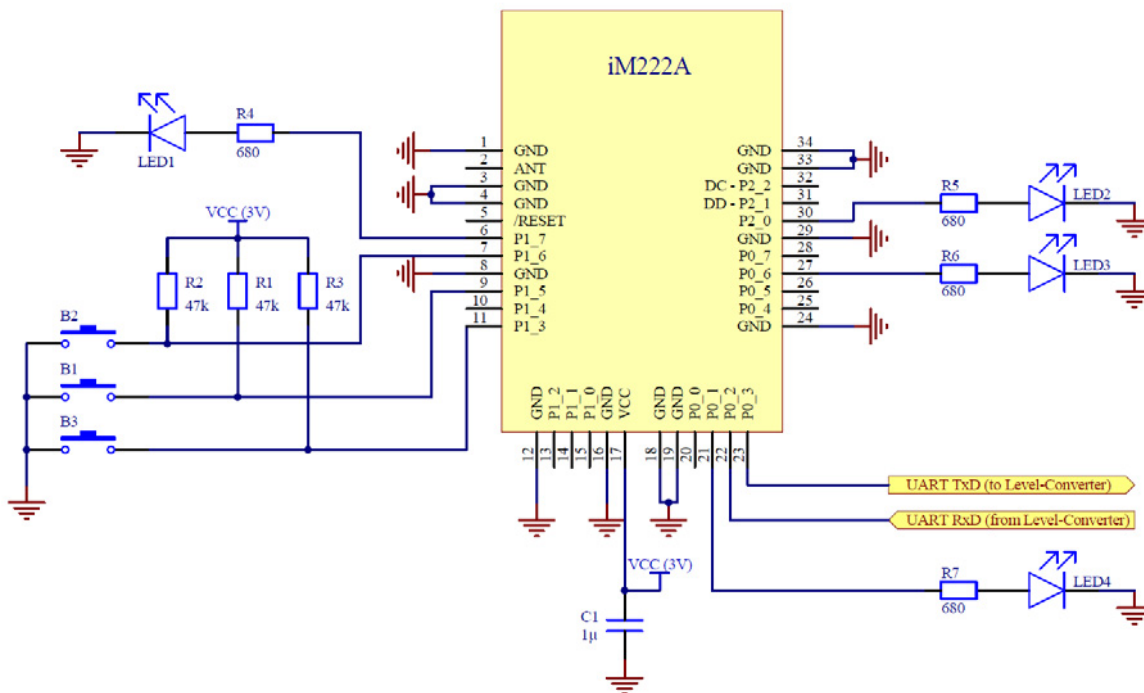 iM222A
R4
680
LED1
VCC (3V)
R2
47k
R1
47k
R3
47k
B2
B1
B3
1 GND
2 ANT
3 GND
4 GND
5 /RESET
6 P1_7
7 P1_6
8 GND
9 P1_5
10 P1_4
11 P1_3
GND 34
GND 33
DC - P2_2 32
DD - P2_1 31
P2_0 30
GND 29
P0_7 28
P0_6 27
P0_5 26
P0_4 25
GND 24
GND 12
P1_2 13
P1_1 14
P1_0 15
GND 16
VCC 17
GND 18
GND 19
P0_0 20
P0_1 21
P0_2 22
P0_3 23
R5
680
LED2
R6
680
LED3
UART TxD (to Level-Converter)
UART RxD (from Level-Converter)
VCC (3V)
C1
1µ
R7
680
LED4